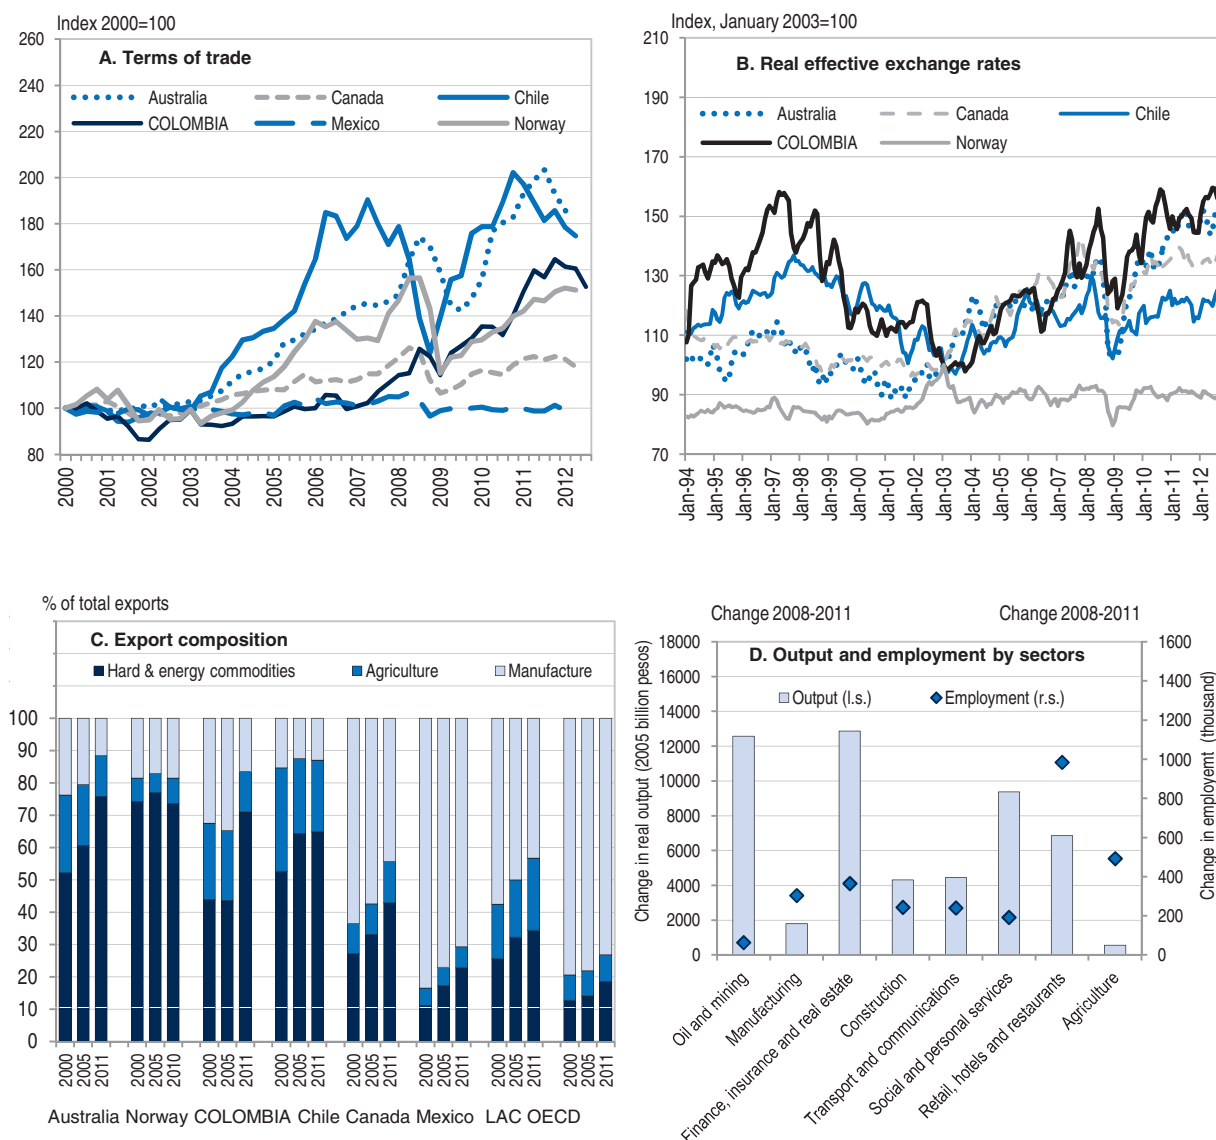 Index 2000=100
A. Terms of trade
260
240
220
200
180
160
140
120
100
80
Australia Canada Chile
COLOMBIA Mexico Norway
2000 2001 2002 2003 2004 2005 2006 2007 2008 2009 2010 2011 2012
Index, January 2003=100
B. Real effective exchange rates
210
190
170
150
130
110
90
70
Australia Canada Chile
COLOMBIA Norway
Jan-94 Jan-95 Jan-96 Jan-97 Jan-98 Jan-99 Jan-00 Jan-01 Jan-02 Jan-03 Jan-04 Jan-05 Jan-06 Jan-07 Jan-08 Jan-09 Jan-10 Jan-11 Jan-12
% of total exports
C. Export composition
Hard & energy commodities Agriculture Manufacture
100
90
80
70
60
50
40
30
20
10
0
2000 2005 2011 2000 2005 2010 2000 2005 2011 2000 2005 2011 2000 2005 2011 2000 2005 2011 2000 2005 2011 2000 2005 2011
Australia Norway COLOMBIA Chile Canada Mexico LAC OECD
Change 2008-2011 Change 2008-2011
D. Output and employment by sectors
Output (l.s.) Employment (r.s.)
Change in real output (2005 billion pesos)
18000
16000
14000
12000
10000
8000
6000
4000
2000
0
1600
1400
1200
1000
800
600
400
200
0
Change in employemt (thousand)
Oil and mining
Manufacturing
Finance, insurance and real estate
Construction
Transport and communications
Social and personal services
Retail, hotels and restaurants
Agriculture